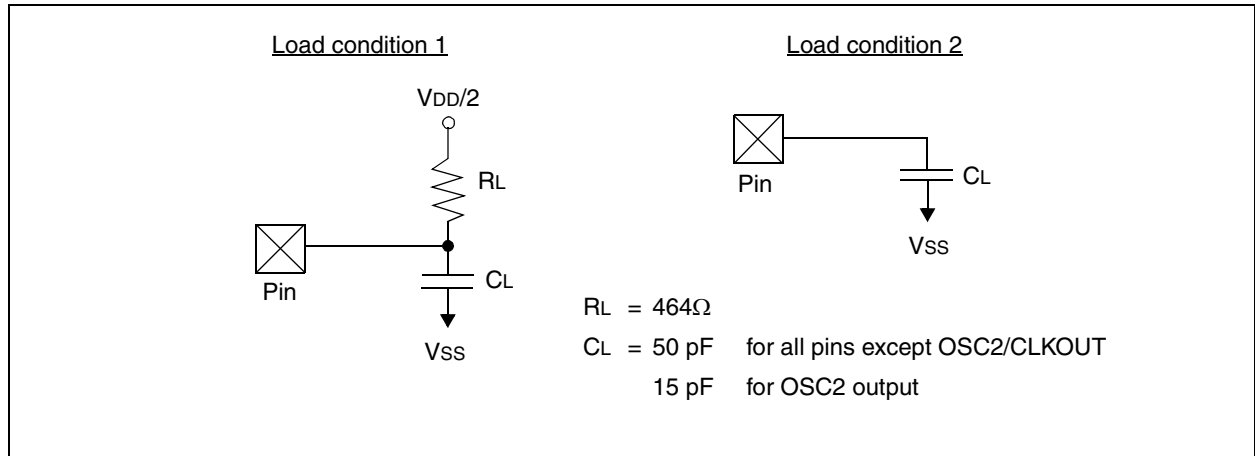 Load condition 1
VDD/2
RL
Pin
CL
VSS
Load condition 2
Pin
CL
VSS
RL = 464Ω
CL = 50 pF for all pins except OSC2/CLKOUT
15 pF for OSC2 output